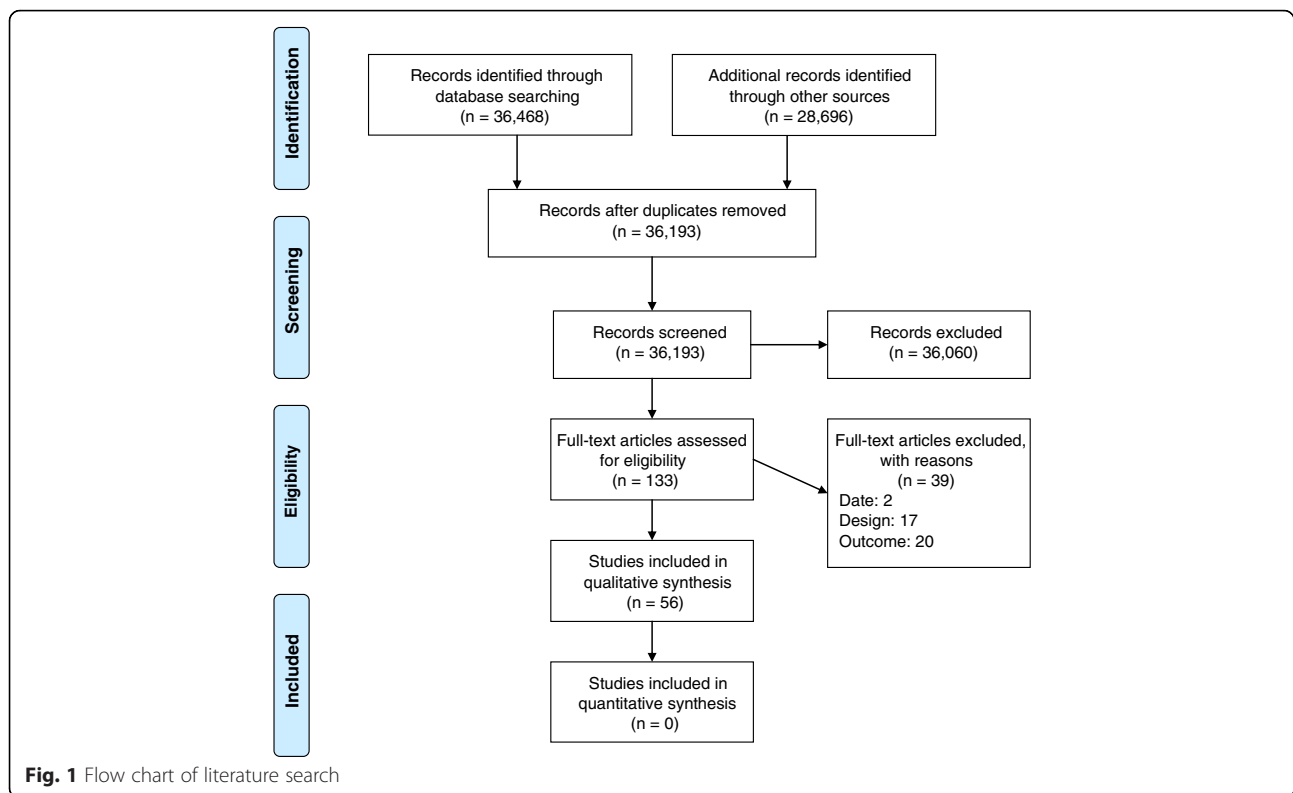 Identification
Records identified through
database searching
(n = 36,468)
Additional records identified
through other sources
(n = 28,696)
Records after duplicates removed
(n = 36,193)
Screening
Records screened
(n = 36,193)
Records excluded
(n = 36,060)
Eligibility
Full-text articles assessed
for eligibility
(n = 133)
Full-text articles excluded,
with reasons
(n = 39)
Date: 2
Design: 17
Outcome: 20
Studies included in
qualitative synthesis
(n = 56)
Included
Studies included in
quantitative synthesis
(n = 0)
Fig. 1 Flow chart of literature search